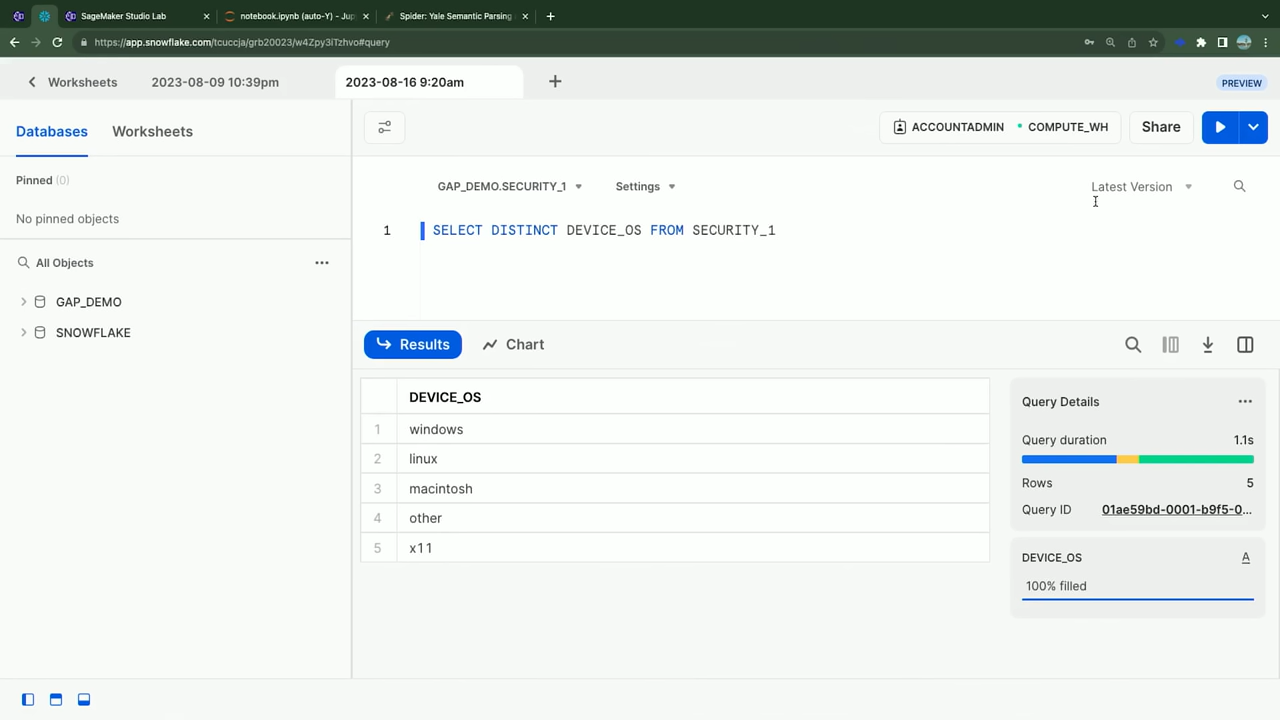 SageMaker Studio Lab
notebook.ipynb (auto-Y) - Jup
Spider: Yale Semantic Parsing
https://app.snowflake.com/tcuccja/grb20023/w4Zpy3iTzhvo#query
Worksheets
2023-08-09 10:39pm
2023-08-16 9:20am
PREVIEW
Databases
Worksheets
ACCOUNTADMIN
COMPUTE_WH
Share
Pinned (0)
No pinned objects
GAP_DEMO.SECURITY_1
Settings
Latest Version
1 SELECT DISTINCT DEVICE_OS FROM SECURITY_1
All Objects
GAP_DEMO
SNOWFLAKE
Results
Chart
DEVICE_OS
1 windows
2 linux
3 macintosh
4 other
5 x11
Query Details
Query duration 1.1s
Rows 5
Query ID 01ae59bd-0001-b9f5-0...
DEVICE_OS A
100% filled